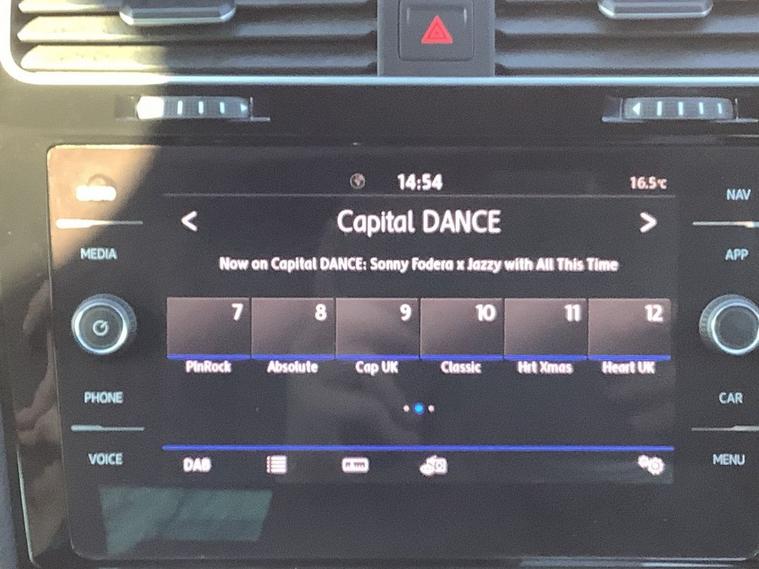 14:54 16.5°C
NAV
< Capital DANCE >
MEDIA
APP
Now on Capital DANCE: Sonny Fodera x Jazzy with All This Time
7 8 9 10 11 12
PlnRock Absolute Cap UK Classic Hrt Xmas Heart UK
PHONE
CAR
VOICE
DAB
MENU